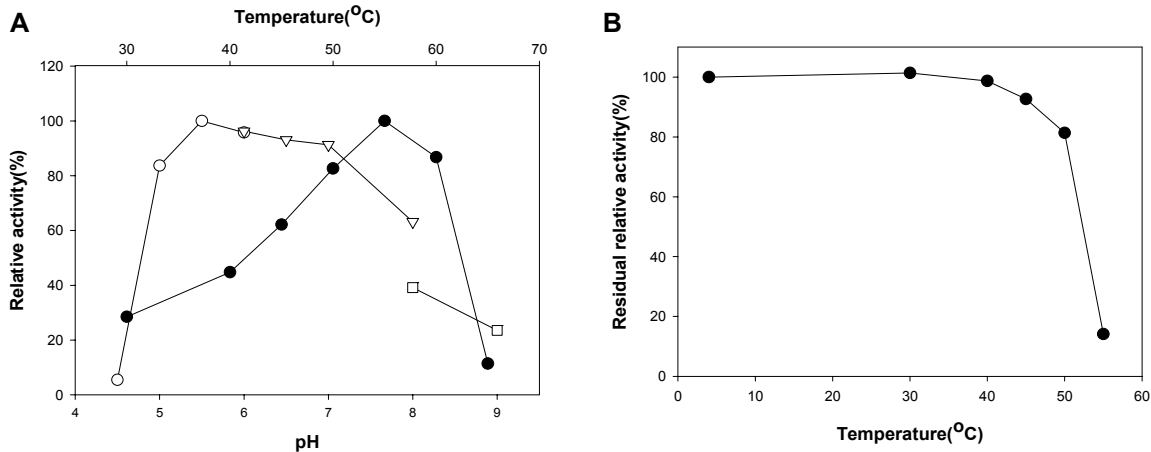 A
Temperature(°C)
30 40 50 60 70
120
100
80
60
40
20
0
Relative activity(%)
4 5 6 7 8 9
pH
B
100
80
60
40
20
0
Residual relative activity(%)
0 10 20 30 40 50 60
Temperature(°C)